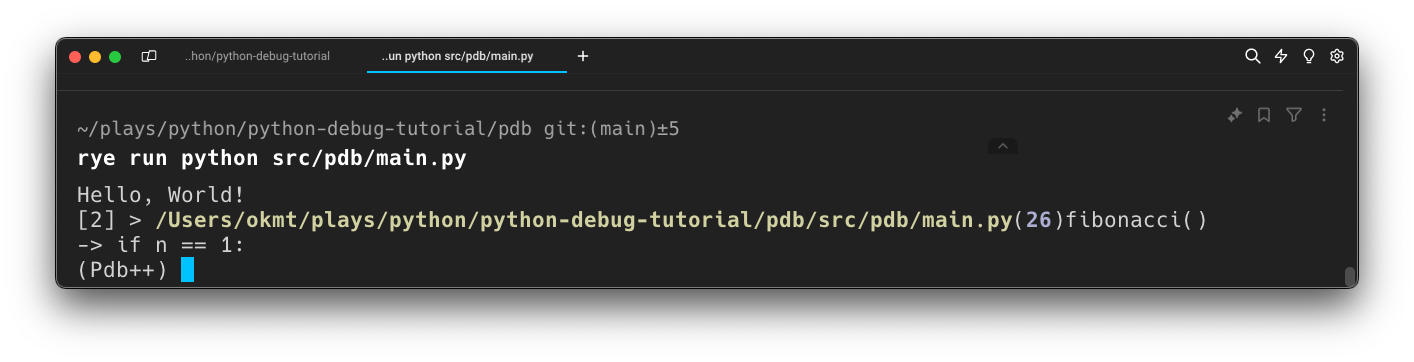 ..hon/python-debug-tutorial ..un python src/pdb/main.py +
~/plays/python/python-debug-tutorial/pdb git:(main)±5
rye run python src/pdb/main.py
Hello, World!
[2] > /Users/okmt/plays/python/python-debug-tutorial/pdb/src/pdb/main.py(26)fibonacci()
-> if n == 1:
(Pdb++)